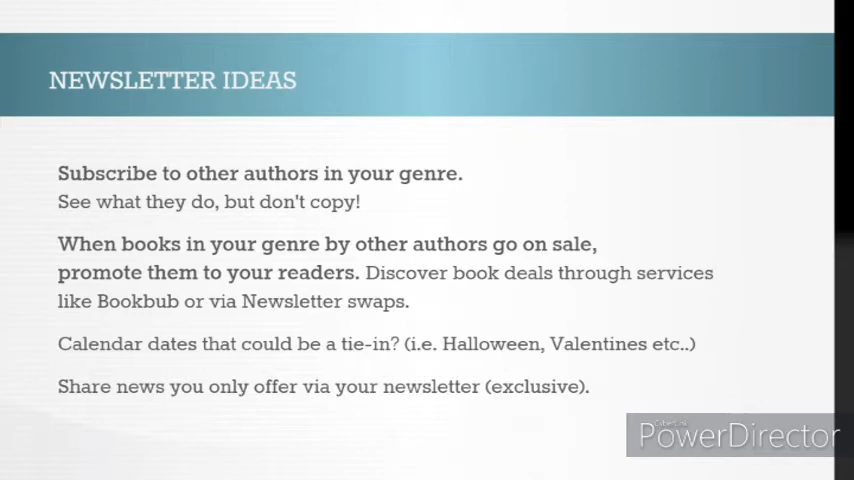 NEWSLETTER IDEAS
Subscribe to other authors in your genre.
See what they do, but don't copy!
When books in your genre by other authors go on sale,
promote them to your readers. Discover book deals through services
like Bookbub or via Newsletter swaps.
Calendar dates that could be a tie-in? (i.e. Halloween, Valentines etc..)
Share news you only offer via your newsletter (exclusive).
CyberLink
PowerDirector